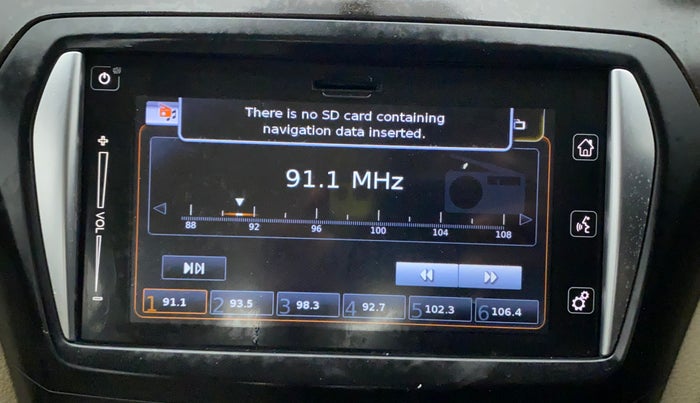 There is no SD card containing
navigation data inserted.
91.1 MHz
88 92 96 100 104 108
VOL
1 91.1 2 93.5 3 98.3 4 92.7 5 102.3 6 106.4